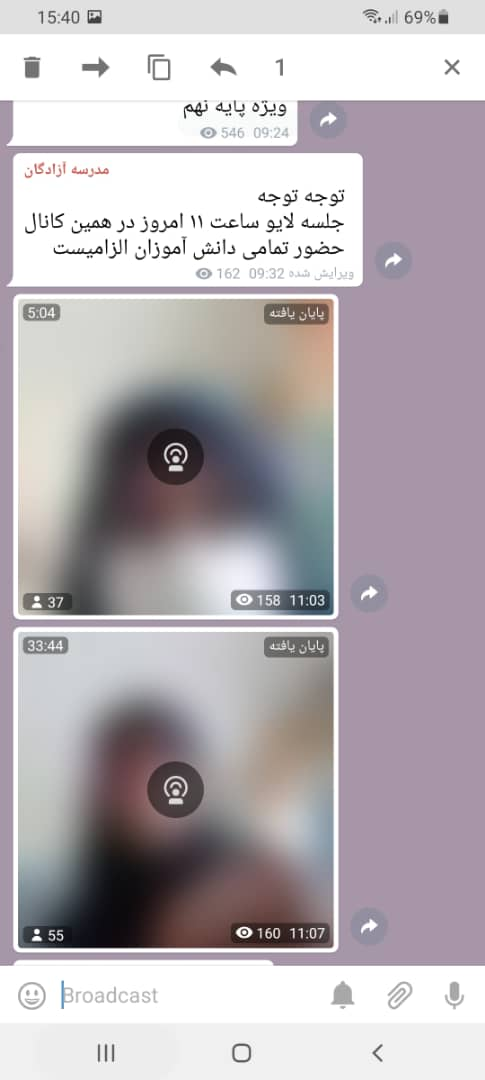 15:40 69%
1
ویژه پایه نهم
546 09:24
مدرسه آزادگان
توجه توجه
جلسه لایو ساعت ۱۱ امروز در همین کانال
حضور تمامی دانش آموزان الزامیست
162 09:32 ویرایش شده
5:04 پایان یافته
37 158 11:03
33:44 پایان یافته
55 160 11:07
Broadcast